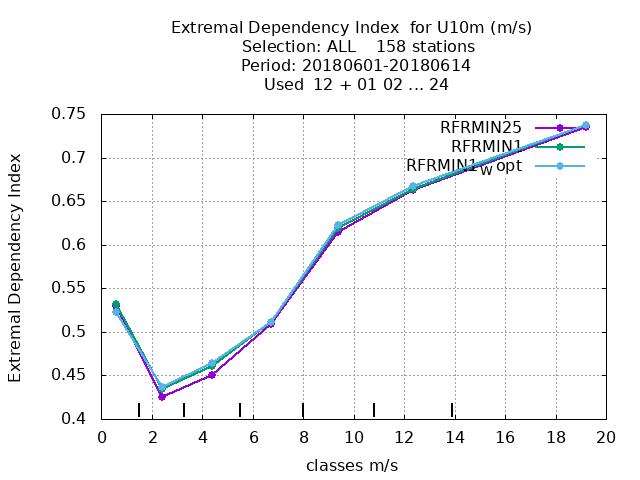 Extremal Dependency Index  for U10m (m/s)
Selection: ALL    158 stations
Period: 20180601-20180614
Used  12 + 01 02 ... 24
Extremal Dependency Index
0.75
0.7
0.65
0.6
0.55
0.5
0.45
0.4
RFRMIN25
RFRMIN1
RFRMIN1w opt
0 2 4 6 8 10 12 14 16 18 20
classes m/s